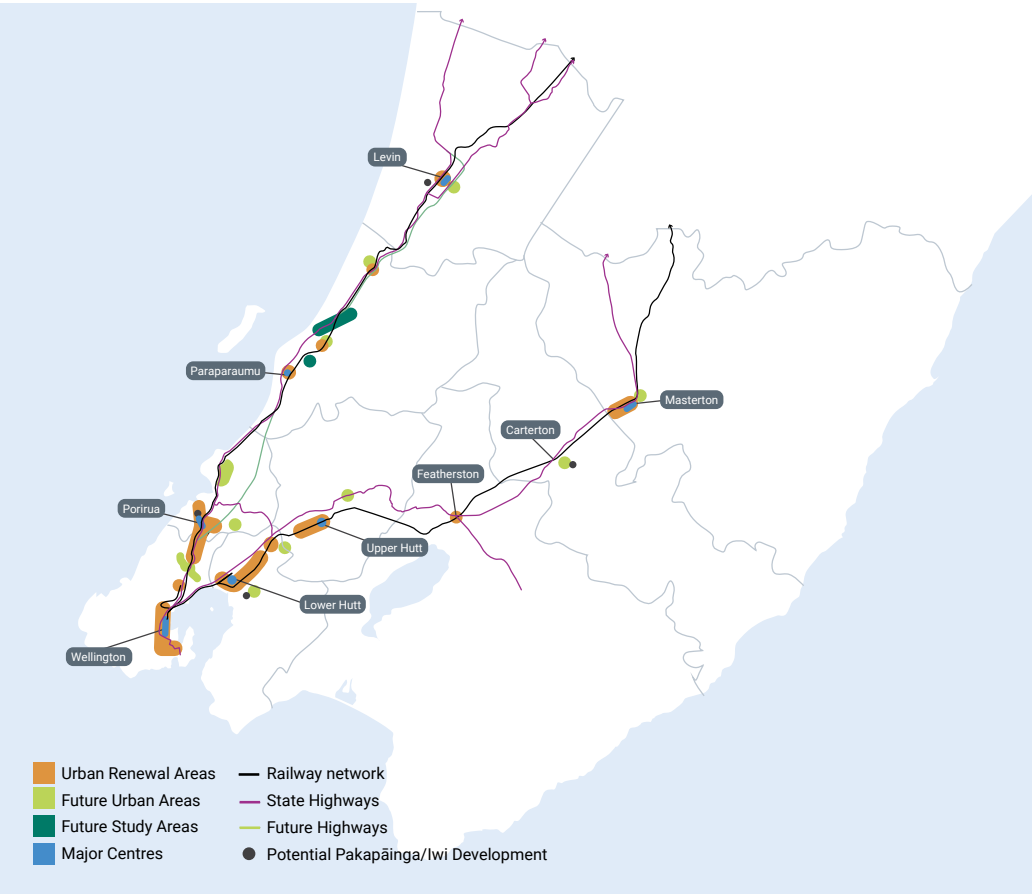 Levin
Paraparaumu
Masterton
Carterton
Featherston
Porirua
Upper Hutt
Lower Hutt
Wellington
Urban Renewal Areas
Future Urban Areas
Future Study Areas
Major Centres
Railway network
State Highways
Future Highways
Potential Pakapāinga/Iwi Development